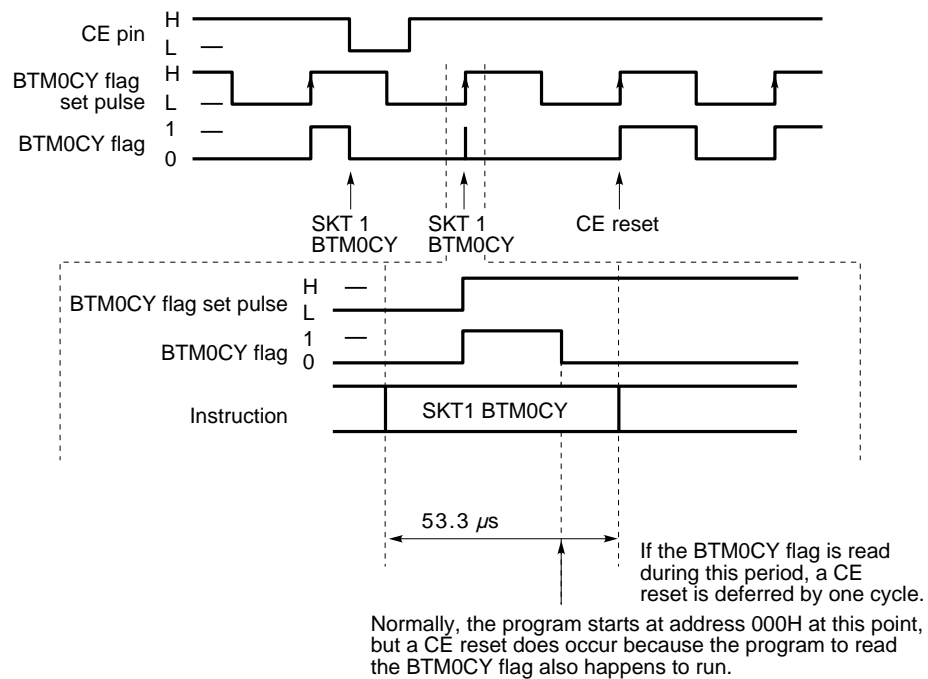 CE pin
H
L
BTM0CY flag
set pulse
H
L
BTM0CY flag
1
0
SKT 1
BTM0CY
SKT 1
BTM0CY
CE reset
BTM0CY flag set pulse
H
L
BTM0CY flag
1
0
Instruction
SKT1 BTM0CY
53.3 µs
If the BTM0CY flag is read
during this period, a CE
reset is deferred by one cycle.
Normally, the program starts at address 000H at this point,
but a CE reset does occur because the program to read
the BTM0CY flag also happens to run.